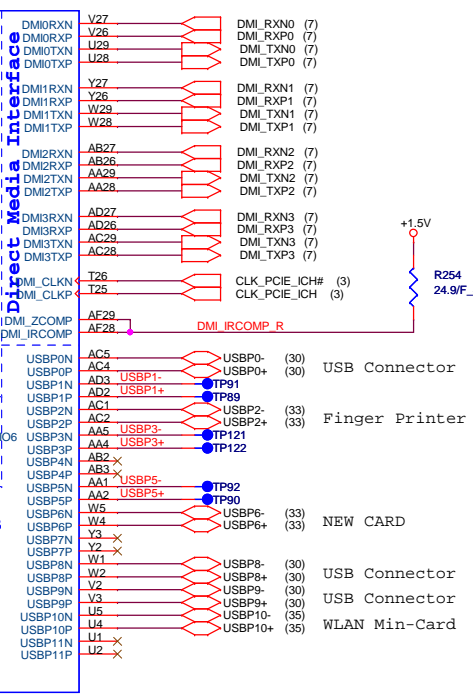 Direct Media Interface
DMI0RXN V27 DMI_RXN0 (7)
DMI0RXP V26 DMI_RXP0 (7)
DMI0TXN U29 DMI_TXN0 (7)
DMI0TXP U28 DMI_TXP0 (7)
DMI1RXN Y27 DMI_RXN1 (7)
DMI1RXP Y26 DMI_RXP1 (7)
DMI1TXN W29 DMI_TXN1 (7)
DMI1TXP W28 DMI_TXP1 (7)
DMI2RXN AB27 DMI_RXN2 (7)
DMI2RXP AB26 DMI_RXP2 (7)
DMI2TXN AA29 DMI_TXN2 (7)
DMI2TXP AA28 DMI_TXP2 (7)
DMI3RXN AD27 DMI_RXN3 (7)
DMI3RXP AD26 DMI_RXP3 (7)
DMI3TXN AC29 DMI_TXN3 (7)
DMI3TXP AC28 DMI_TXP3 (7)
+1.5V
DMI_CLKN T26 CLK_PCIE_ICH# (3)
DMI_CLKP T25 CLK_PCIE_ICH (3)
R254
24.9/F_
DMI_ZCOMP AF29
DMI_IRCOMP AF28 DMI_IRCOMP_R
USBP0N AC5 USBP0- (30)
USBP0P AC4 USBP0+ (30)
USB Connector
USBP1N AD3 USBP1- TP91
USBP1P AD2 USBP1+ TP89
USBP2N AC1 USBP2- (33)
USBP2P AC2 USBP2+ (33)
Finger Printer
USBP3N AA5 USBP3- TP121
USBP3P AA4 USBP3+ TP122
USBP4N AB2
USBP4P AB3
USBP5N AA1 USBP5- TP92
USBP5P AA2 USBP5+ TP90
USBP6N W5 USBP6- (33)
USBP6P W4 USBP6+ (33)
NEW CARD
USBP7N Y3
USBP7P Y2
USBP8N W1 USBP8- (30)
USBP8P W2 USBP8+ (30)
USB Connector
USBP9N V2 USBP9- (30)
USBP9P V3 USBP9+ (30)
USB Connector
USBP10N U5 USBP10- (35)
USBP10P U4 USBP10+ (35)
WLAN Min-Card
USBP11N U1
USBP11P U2